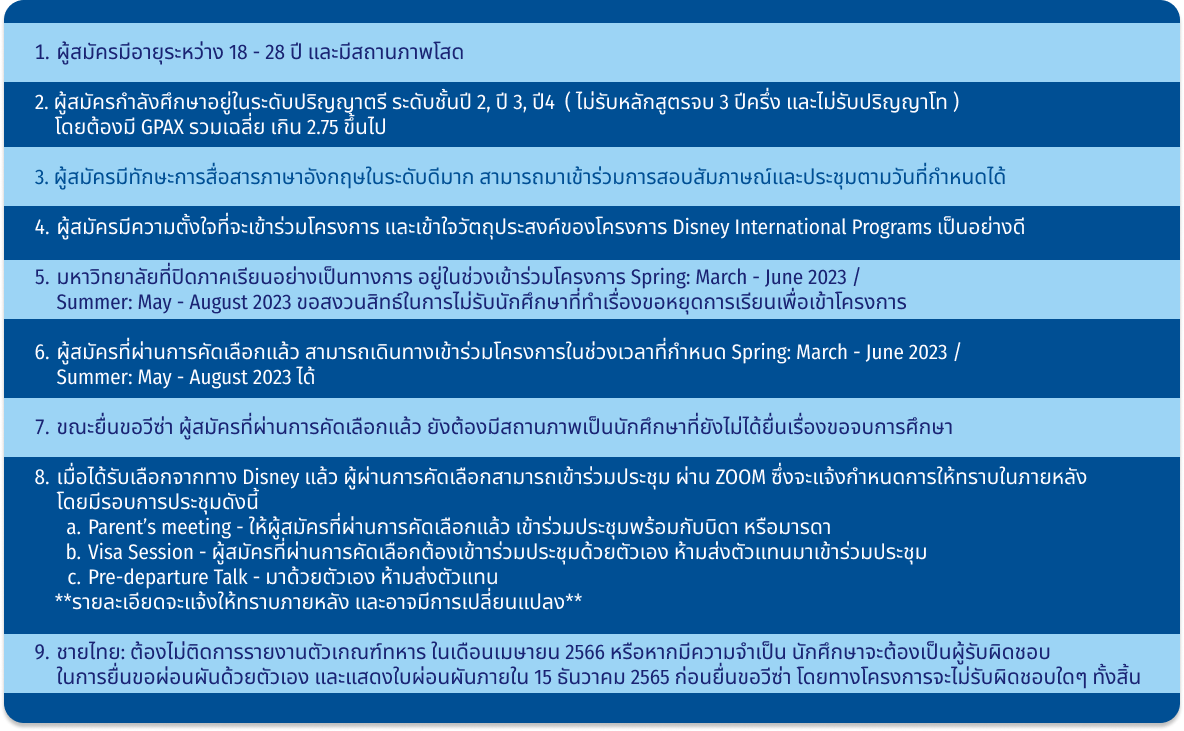 1. ผู้สมัครมีอายุระหว่าง 18 - 28 ปี และมีสถานภาพโสด
2. ผู้สมัครกำลังศึกษาอยู่ในระดับปริญญาตรี ระดับชั้นปี 2, ปี 3, ปี4 ( ไม่รับหลักสูตรจบ 3 ปีครึ่ง และไม่รับปริญญาโท )
โดยต้องมี GPAX รวมเฉลี่ย เกิน 2.75 ขึ้นไป
3. ผู้สมัครมีทักษะการสื่อสารภาษาอังกฤษในระดับดีมาก สามารถมาเข้าร่วมการสอบสัมภาษณ์และประชุมตามวันที่กำหนดได้
4. ผู้สมัครมีความตั้งใจที่จะเข้าร่วมโครงการ และเข้าใจวัตถุประสงค์ของโครงการ Disney International Programs เป็นอย่างดี
5. มหาวิทยาลัยที่ปิดภาคเรียนอย่างเป็นทางการ อยู่ในช่วงเข้าร่วมโครงการ Spring: March - June 2023 /
Summer: May - August 2023 ขอสงวนสิทธ์ในการไม่รับนักศึกษาที่ทำเรื่องขอหยุดการเรียนเพื่อเข้าโครงการ
6. ผู้สมัครที่ผ่านการคัดเลือกแล้ว สามารถเดินทางเข้าร่วมโครงการในช่วงเวลาที่กำหนด Spring: March - June 2023 /
Summer: May - August 2023 ได้
7. ขณะยื่นขอวีซ่า ผู้สมัครที่ผ่านการคัดเลือกแล้ว ยังต้องมีสถานภาพเป็นนักศึกษาที่ยังไม่ได้ยื่นเรื่องขอจบการศึกษา
8. เมื่อได้รับเลือกจากทาง Disney แล้ว ผู้ผ่านการคัดเลือกสามารถเข้าร่วมประชุม ผ่าน ZOOM ซึ่งจะแจ้งกำหนดการให้ทราบในภายหลัง
โดยมีรอบการประชุมดังนี้
a. Parent’s meeting - ให้ผู้สมัครที่ผ่านการคัดเลือกแล้ว เข้าร่วมประชุมพร้อมกับบิดา หรือมารดา
b. Visa Session - ผู้สมัครที่ผ่านการคัดเลือกต้องเข้าาร่วมประชุมด้วยตัวเอง ห้ามส่งตัวแทนมาเข้าร่วมประชุม
c. Pre-departure Talk - มาด้วยตัวเอง ห้ามส่งตัวแทน
**รายละเอียดจะแจ้งให้ทราบภายหลัง และอาจมีการเปลี่ยนแปลง**
9. ชายไทย: ต้องไม่ติดการรายงานตัวเกณฑ์ทหาร ในเดือนเมษายน 2566 หรือหากมีความจำเป็น นักศึกษาจะต้องเป็นผู้รับผิดชอบ
ในการยื่นขอผ่อนผันด้วยตัวเอง และแสดงใบผ่อนผันภายใน 15 ธันวาคม 2565 ก่อนยื่นขอวีซ่า โดยทางโครงการจะไม่รับผิดชอบใดๆ ทั้งสิ้น